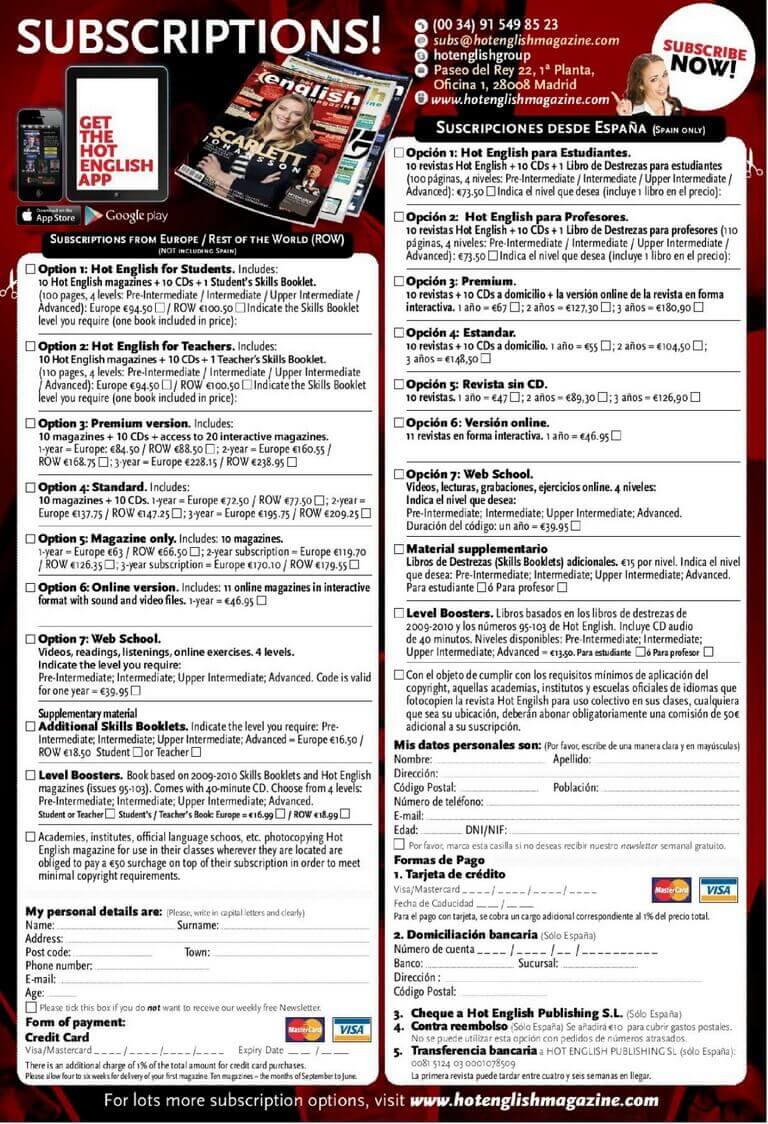 SUBSCRIPTIONS!
(00 34) 91 549 85 23
subs@hotenglishmagazine.com
hotenglishgroup
Paseo del Rey 22, 1ª Planta,
Oficina 1, 28008 Madrid
www.hotenglishmagazine.com
SUBSCRIBE
NOW!
GET
THE
HOT
ENGLISH
APP
english
magazine
SCARLETT
JOHANSSON
Download on the
App Store
Google play
SUBSCRIPTIONS FROM EUROPE / REST OF THE WORLD (ROW)
(NOT INCLUDING SPAIN)
Option 1: Hot English for Students. Includes:
10 Hot English magazines + 10 CDs + 1 Student's Skills Booklet.
(100 pages, 4 levels: Pre-Intermediate / Intermediate / Upper Intermediate /
Advanced): Europe €94.50 / ROW €100.50 Indicate the Skills Booklet
level you require (one book included in price):
Option 2: Hot English for Teachers. Includes:
10 Hot English magazines + 10 CDs + 1 Teacher's Skills Booklet.
(110 pages, 4 levels: Pre-Intermediate / Intermediate / Upper Intermediate
/ Advanced): Europe €94.50 / ROW €100.50 Indicate the Skills Booklet
level you require (one book included in price):
Option 3: Premium version. Includes:
10 magazines + 10 CDs + access to 20 interactive magazines.
1-year = Europe: €84.50 / ROW €88.50 ; 2-year = Europe €160.55 /
ROW €168.75 ; 3-year = Europe €228.15 / ROW €238.95
Option 4: Standard. Includes:
10 magazines + 10 CDs. 1-year = Europe €72.50 / ROW €77.50 ; 2-year =
Europe €137.75 / ROW €147.25 ; 3-year = Europe €195.75 / ROW €209.25
Option 5: Magazine only. Includes: 10 magazines.
1-year = Europe €63 / ROW €66,50 ; 2-year subscription = Europe €119.70
/ ROW €126.35 ; 3-year subscription = Europe €170.10 / ROW €179.55
Option 6: Online version. Includes: 11 online magazines in interactive
format with sound and video files. 1-year = €46.95
Option 7: Web School.
Videos, readings, listenings, online exercises. 4 levels.
Indicate the level you require:
Pre-Intermediate; Intermediate; Upper Intermediate; Advanced. Code is valid
for one year = €39.95
Supplementary material
Additional Skills Booklets. Indicate the level you require: Pre-
Intermediate; Intermediate; Upper Intermediate; Advanced = Europe €16.50 /
ROW €18.50 Student or Teacher
Level Boosters. Book based on 2009-2010 Skills Booklets and Hot English
magazines (issues 95-103). Comes with 40-minute CD. Choose from 4 levels:
Pre-Intermediate; Intermediate; Upper Intermediate; Advanced.
Student or Teacher Student's / Teacher's Book: Europe = €16.99 / ROW €18.99
Academies, institutes, official language schoos, etc. photocopying Hot
English magazine for use in their classes wherever they are located are
obliged to pay a €50 surchage on top of their subscription in order to meet
minimal copyright requirements.
My personal details are: (Please, write in capital letters and clearly)
Name: Surname:
Address:
Post code: Town:
Phone number:
E-mail:
Age:
Please tick this box if you do not want to receive our weekly free Newsletter.
Form of payment:
Credit Card
MasterCard VISA
Visa/Mastercard _ _ _ _ / _ _ _ _ / _ _ _ _ / _ _ _ _ Expiry Date _ _ / _ _
There is an additional charge of 1% of the total amount for credit card purchases.
Please allow four to six weeks for delivery of your first magazine. Ten magazines – the months of September to June.
SUSCRIPCIONES DESDE ESPAÑA (SPAIN ONLY)
Opción 1: Hot English para Estudiantes.
10 revistas Hot English + 10 CDs + 1 Libro de Destrezas para estudiantes
(100 páginas, 4 niveles: Pre-Intermediate / Intermediate / Upper Intermediate /
Advanced): €73.50 Indica el nivel que desea (incluye 1 libro en el precio):
Opción 2: Hot English para Profesores.
10 revistas Hot English + 10 CDs + 1 Libro de Destrezas para profesores (110
páginas, 4 niveles: Pre-Intermediate / Intermediate / Upper Intermediate /
Advanced): €73.50 Indica el nivel que desea (incluye 1 libro en el precio):
Opción 3: Premium.
10 revistas + 10 CDs a domicilio + la versión online de la revista en forma
interactiva. 1 año = €67 ; 2 años = €127,30 ; 3 años = €180,90
Opción 4: Estandar.
10 revistas + 10 CDs a domicilio. 1 año = €55 ; 2 años = €104,50 ;
3 años = €148,50
Opción 5: Revista sin CD.
10 revistas. 1 año = €47 ; 2 años = €89,30 ; 3 años = €126,90
Opción 6: Versión online.
11 revistas en forma interactiva. 1 año = €46.95
Opción 7: Web School.
Videos, lecturas, grabaciones, ejercicios online. 4 niveles:
Indica el nivel que desea:
Pre-Intermediate; Intermediate; Upper Intermediate; Advanced.
Duración del código: un año = €39.95
Material supplementario
Libros de Destrezas (Skills Booklets) adicionales. €15 por nivel. Indica el nivel
que desea: Pre-Intermediate; Intermediate; Upper Intermediate; Advanced.
Para estudiante ó Para profesor
Level Boosters. Libros basados en los libros de destrezas de
2009-2010 y los números 95-103 de Hot English. Incluye CD audio
de 40 minutos. Niveles disponibles: Pre-Intermediate; Intermediate;
Upper Intermediate; Advanced = €13.50. Para estudiante ó Para profesor
Con el objeto de cumplir con los requisitos mínimos de aplicación del
copyright, aquellas academias, institutos y escuelas oficiales de idiomas que
fotocopien la revista Hot Engilsh para uso colectivo en sus clases, cualquiera
que sea su ubicación, deberán abonar obligatoriamente una comisión de 50€
adicional a su suscripción.
Mis datos personales son: (Por favor, escribe de una manera clara y en mayúsculas)
Nombre: Apellido:
Dirección:
Código Postal: Población:
Número de teléfono:
E-mail:
Edad: DNI/NIF:
Por favor, marca esta casilla si no deseas recibir nuestro newsletter semanal gratuito.
Formas de Pago
1. Tarjeta de crédito
Visa/Mastercard _ _ _ _ / _ _ _ _ / _ _ _ _ / _ _ _ _
MasterCard VISA
Fecha de Caducidad _ _ / _ _
Para el pago con tarjeta, se cobra un cargo adicional correspondiente al 1% del precio total.
2. Domiciliación bancaria (Sólo España)
Número de cuenta _ _ _ _ / _ _ _ _ / _ _ / _ _ _ _ _ _ _ _ _ _
Banco: Sucursal:
Dirección :
Código Postal:
3. Cheque a Hot English Publishing S.L. (Sólo España)
4. Contra reembolso (Sólo España) Se añadirá €10 para cubrir gastos postales.
No se puede utilizar esta opción con pedidos de números atrasados.
5. Transferencia bancaria a HOT ENGLISH PUBLISHING SL (sólo España):
0081 5124 03 0001078509
La primera revista puede tardar entre cuatro y seis semanas en llegar.
For lots more subscription options, visit www.hotenglishmagazine.com